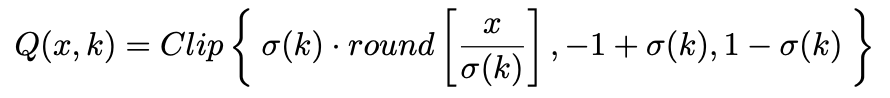 Q(x, k) = Clip { σ(k) · round [ x / σ(k) ] , −1 + σ(k), 1 − σ(k) }